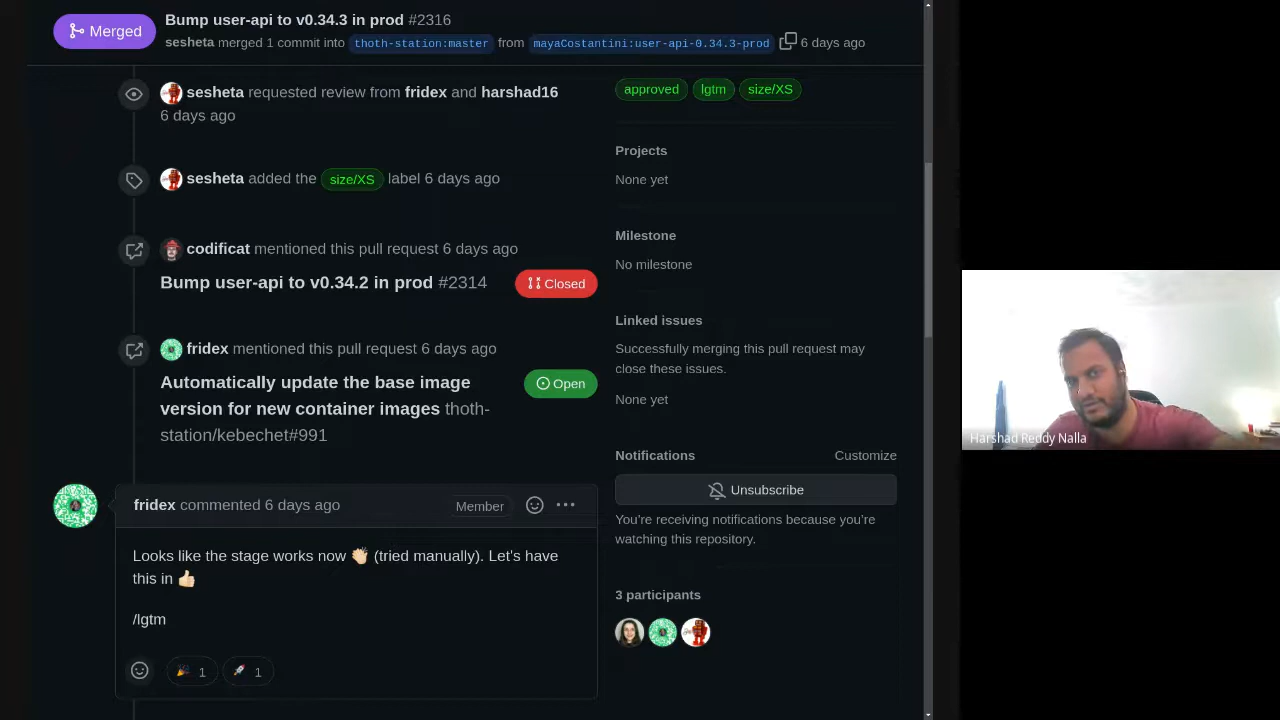 Merged
Bump user-api to v0.34.3 in prod #2316
sesheta merged 1 commit into thoth-station:master from mayaCostantini:user-api-0.34.3-prod 6 days ago
sesheta requested review from fridex and harshad16
6 days ago
sesheta added the size/XS label 6 days ago
codificat mentioned this pull request 6 days ago
Bump user-api to v0.34.2 in prod #2314
Closed
fridex mentioned this pull request 6 days ago
Automatically update the base image
version for new container images thoth-
station/kebechet#991
Open
fridex commented 6 days ago
Member
Looks like the stage works now 👏🏻 (tried manually). Let's have
this in 👍🏻
/lgtm
🎉 1
🚀 1
approved lgtm size/XS
Projects
None yet
Milestone
No milestone
Linked issues
Successfully merging this pull request may
close these issues.
None yet
Notifications
Customize
Unsubscribe
You're receiving notifications because you're
watching this repository.
3 participants
Harshad Reddy Nalla